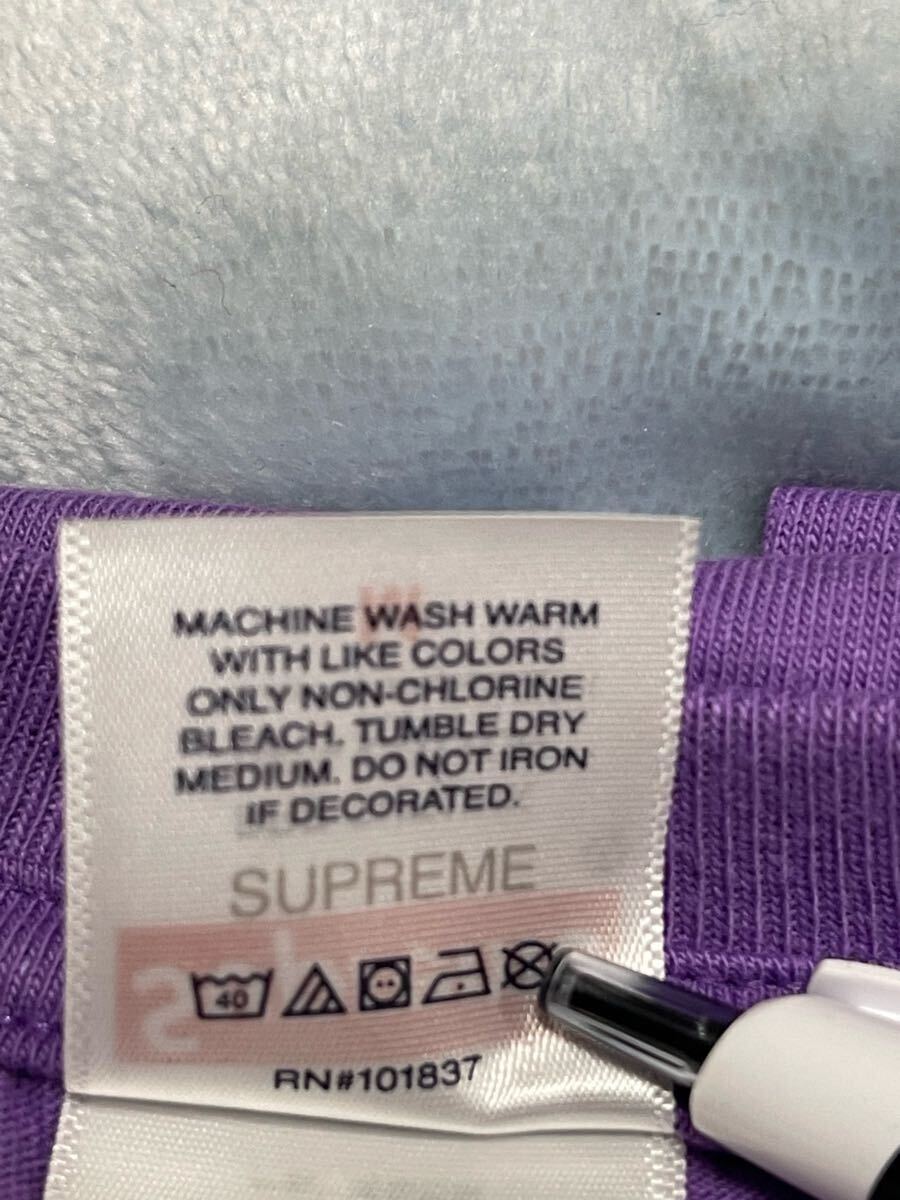 MACHINE WASH WARM
WITH LIKE COLORS
ONLY NON-CHLORINE
BLEACH. TUMBLE DRY
MEDIUM. DO NOT IRON
IF DECORATED.
SUPREME
40
RN#101837